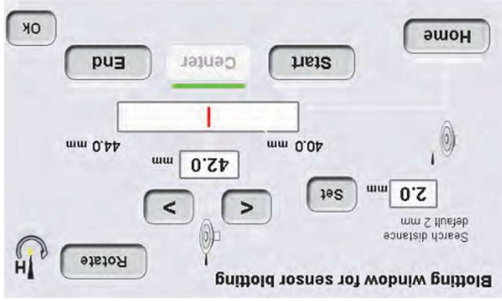 Blotting window for sensor blotting
Rotate
H
Search distance
default 2 mm
2.0 mm
Set
< >
42.0 mm
40.0 mm 44.0 mm
Home
Start Center End
Ok